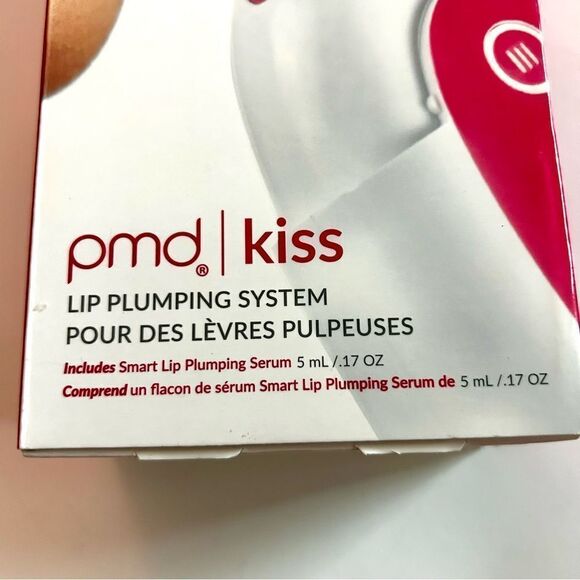 pmd® | kiss
LIP PLUMPING SYSTEM
POUR DES LÈVRES PULPEUSES
Includes Smart Lip Plumping Serum 5 mL /.17 OZ
Comprend un flacon de sérum Smart Lip Plumping Serum de 5 mL /.17 OZ